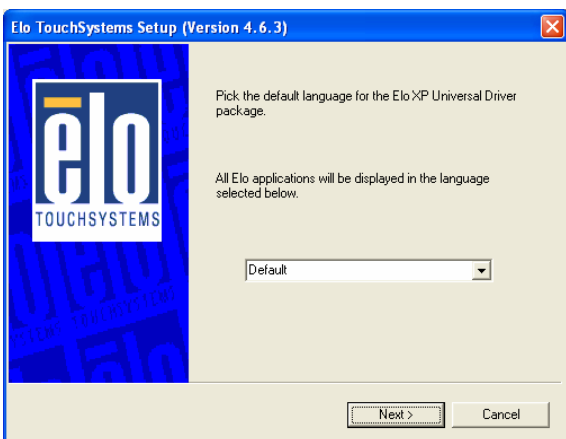 Elo TouchSystems Setup (Version 4.6.3)
elo
TOUCHSYSTEMS
Pick the default language for the Elo XP Universal Driver
package.
All Elo applications will be displayed in the language
selected below.
Default
Next >
Cancel